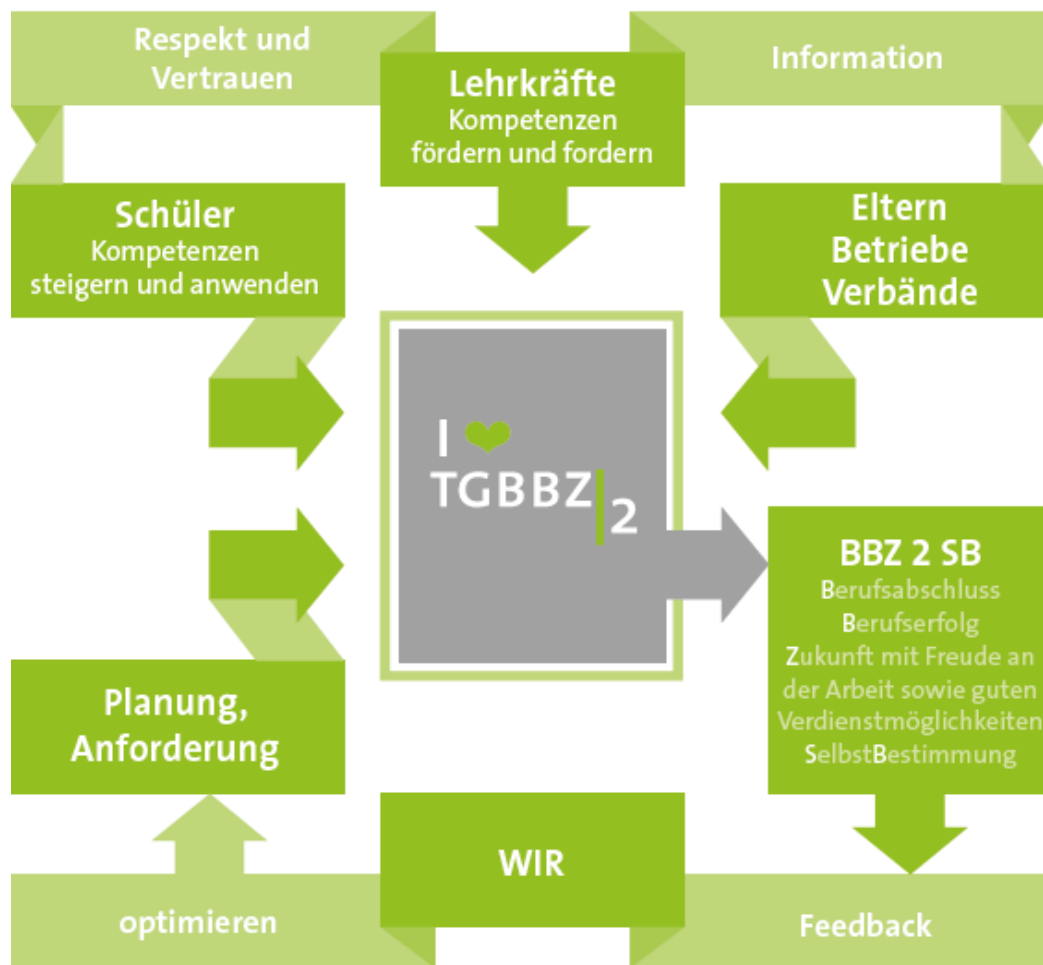 Respekt und
Vertrauen
Lehrkräfte
Kompetenzen
fördern und fordern
Information
Schüler
Kompetenzen
steigern und anwenden
Eltern
Betriebe
Verbände
I ❤
TGBBZ|2
BBZ 2 SB
Berufsabschluss
Berufserfolg
Zukunft mit Freude an
der Arbeit sowie guten
Verdienstmöglichkeiten
SelbstBestimmung
Planung,
Anforderung
WIR
optimieren
Feedback